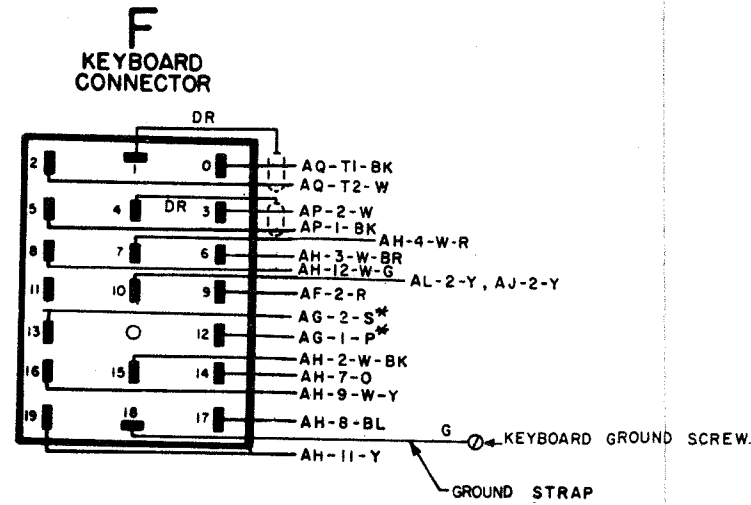 F
KEYBOARD
CONNECTOR
DR
2 1 0 AQ-T1-BK
AQ-T2-W
5 4 DR 3 AP-2-W
AP-1-BK
AH-4-W-R
8 7 6 AH-3-W-BR
AH-12-W-G
AL-2-Y, AJ-2-Y
11 10 9 AF-2-R
AG-2-S*
13 12 AG-1-P*
AH-2-W-BK
16 15 14 AH-7-O
AH-9-W-Y
19 18 17 AH-8-BL
G KEYBOARD GROUND SCREW.
AH-11-Y
GROUND STRAP